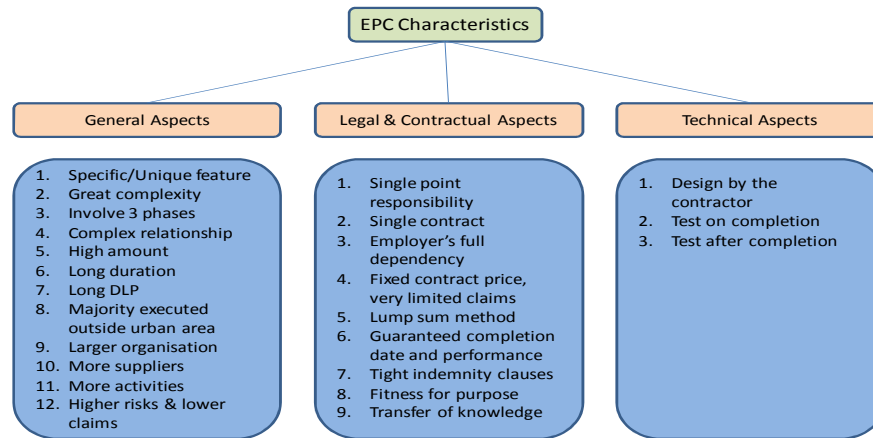 EPC Characteristics
General Aspects
Legal & Contractual Aspects
Technical Aspects
1. Specific/Unique feature
2. Great complexity
3. Involve 3 phases
4. Complex relationship
5. High amount
6. Long duration
7. Long DLP
8. Majority executed
outside urban area
9. Larger organisation
10. More suppliers
11. More activities
12. Higher risks & lower
claims
1. Single point
responsibility
2. Single contract
3. Employer's full
dependency
4. Fixed contract price,
very limited claims
5. Lump sum method
6. Guaranteed completion
date and performance
7. Tight indemnity clauses
8. Fitness for purpose
9. Transfer of knowledge
1. Design by the
contractor
2. Test on completion
3. Test after completion